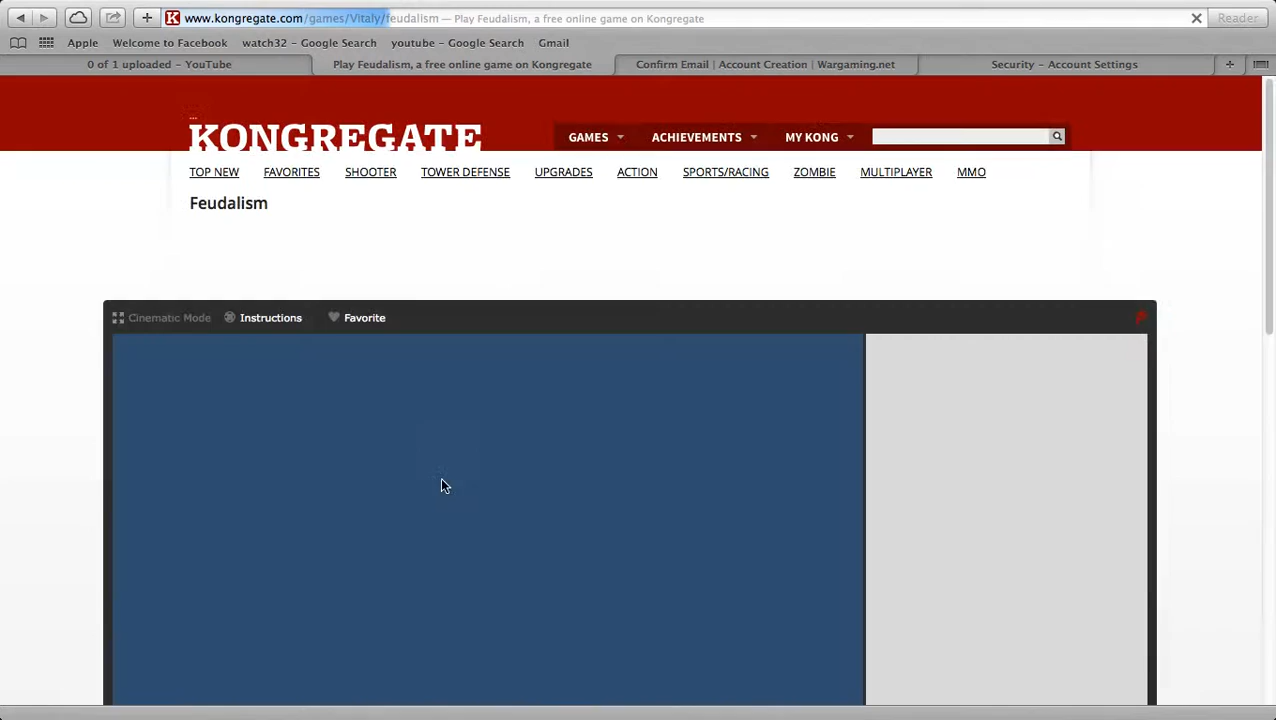 www.kongregate.com/games/Vitaly/feudalism — Play Feudalism, a free online game on Kongregate
Reader
Apple Welcome to Facebook watch32 – Google Search youtube – Google Search Gmail
0 of 1 uploaded – YouTube Play Feudalism, a free online game on Kongregate Confirm Email | Account Creation | Wargaming.net Security – Account Settings
...
KONGREGATE GAMES ACHIEVEMENTS MY KONG
TOP NEW FAVORITES SHOOTER TOWER DEFENSE UPGRADES ACTION SPORTS/RACING ZOMBIE MULTIPLAYER MMO
Feudalism
Cinematic Mode Instructions Favorite